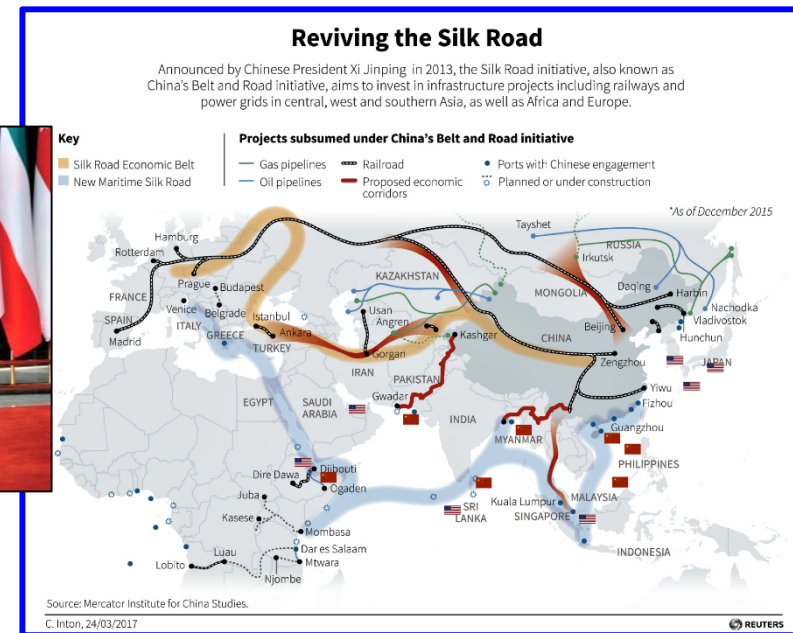 Reviving the Silk Road
Announced by Chinese President Xi Jinping in 2013, the Silk Road initiative, also known as
China's Belt and Road initiative, aims to invest in infrastructure projects including railways and
power grids in central, west and southern Asia, as well as Africa and Europe.
Key
Silk Road Economic Belt
New Maritime Silk Road
Projects subsumed under China's Belt and Road initiative
Gas pipelines
Railroad
Ports with Chinese engagement
Oil pipelines
Proposed economic
corridors
Planned or under construction
*As of December 2015
Tayshet
Hamburg
Rotterdam
RUSSIA
Irkutsk
KAZAKHSTAN
Prague
Budapest
MONGOLIA
Daqing
Harbin
FRANCE
Venice
Belgrade
Istanbul
Usan
Nachodka
SPAIN
ITALY
Angren
Beijing
Vladivostok
GREECE
Ankara
Kashgar
Hunchun
Madrid
TURKEY
Gorgan
CHINA
IRAN
Zengzhou
JAPAN
PAKISTAN
EGYPT
SAUDI
ARABIA
Gwadar
Yiwu
INDIA
Fizhou
MYANMAR
Guangzhou
Djibouti
PHILIPPINES
Dire Dawa
Ogaden
Kuala Lumpur
MALAYSIA
Juba
SRI
LANKA
SINGAPORE
Kasese
Mombasa
Luau
Dar es Salaam
INDONESIA
Lobito
Mtwara
Njombe
Source: Mercator Institute for China Studies.
C. Inton, 24/03/2017
REUTERS